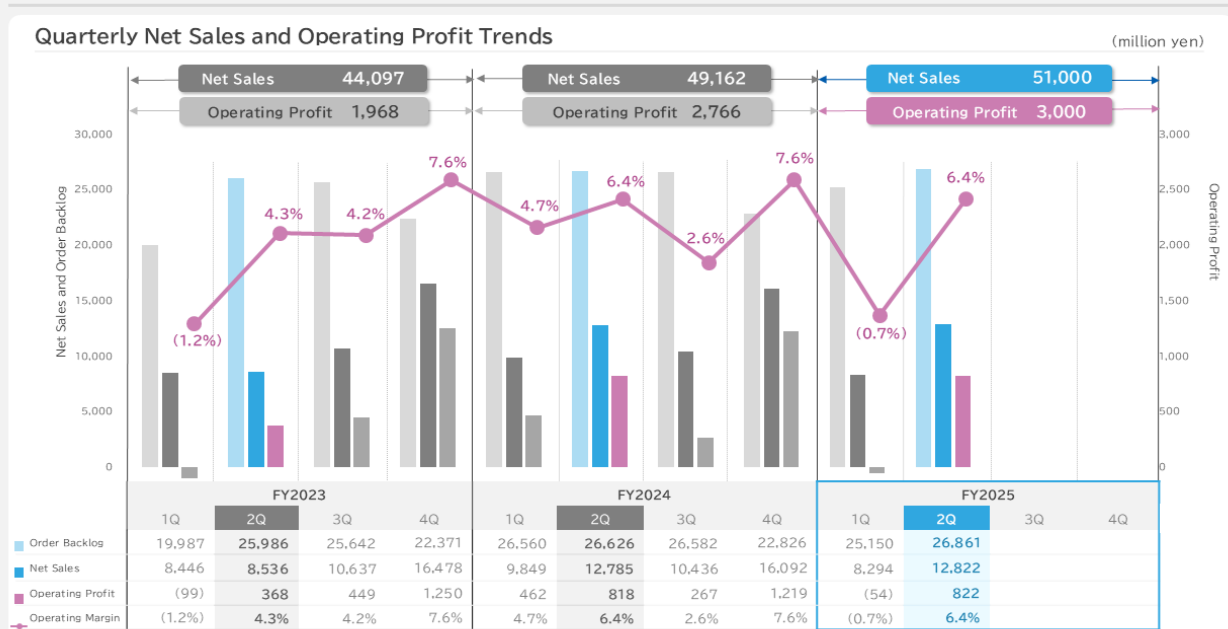 Quarterly Net Sales and Operating Profit Trends
(million yen)
Net Sales 44,097
Net Sales 49,162
Net Sales 51,000
Operating Profit 1,968
Operating Profit 2,766
Operating Profit 3,000
Net Sales and Order Backlog
30,000
25,000
20,000
15,000
10,000
5,000
0
(1.2%)
4.3%
4.2%
7.6%
4.7%
6.4%
2.6%
7.6%
(0.7%)
6.4%
3,000
2,500
2,000
1,500
1,000
500
0
Operating Profit
FY2023 FY2024 FY2025
1Q 2Q 3Q 4Q 1Q 2Q 3Q 4Q 1Q 2Q 3Q 4Q
Order Backlog 19,987 25,986 25,642 22,371 26,560 26,626 26,582 22,826 25,150 26,861
Net Sales 8,446 8,536 10,637 16,478 9,849 12,785 10,436 16,092 8,294 12,822
Operating Profit (99) 368 449 1,250 462 818 267 1,219 (54) 822
Operating Margin (1.2%) 4.3% 4.2% 7.6% 4.7% 6.4% 2.6% 7.6% (0.7%) 6.4%